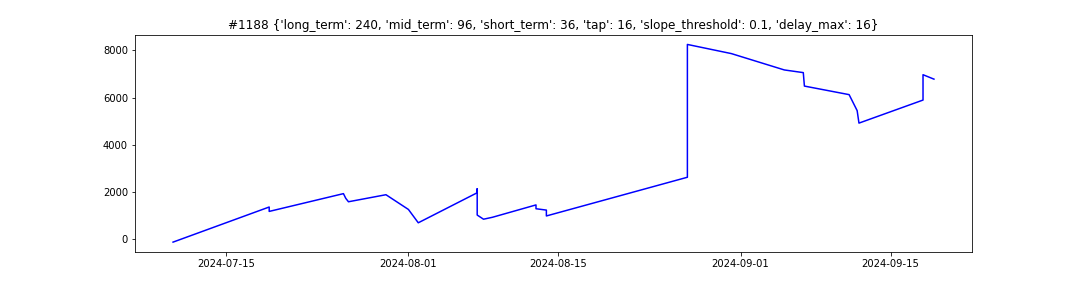 #1188 {'long_term': 240, 'mid_term': 96, 'short_term': 36, 'tap': 16, 'slope_threshold': 0.1, 'delay_max': 16}
8000
6000
4000
2000
0
2024-07-15 2024-08-01 2024-08-15 2024-09-01 2024-09-15